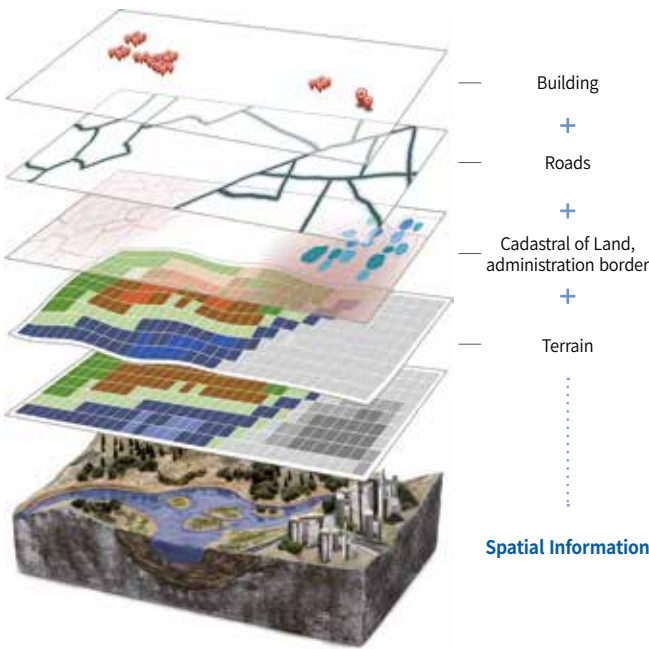 Building
+
Roads
+
Cadastral of Land,
administration border
+
Terrain
Spatial Information